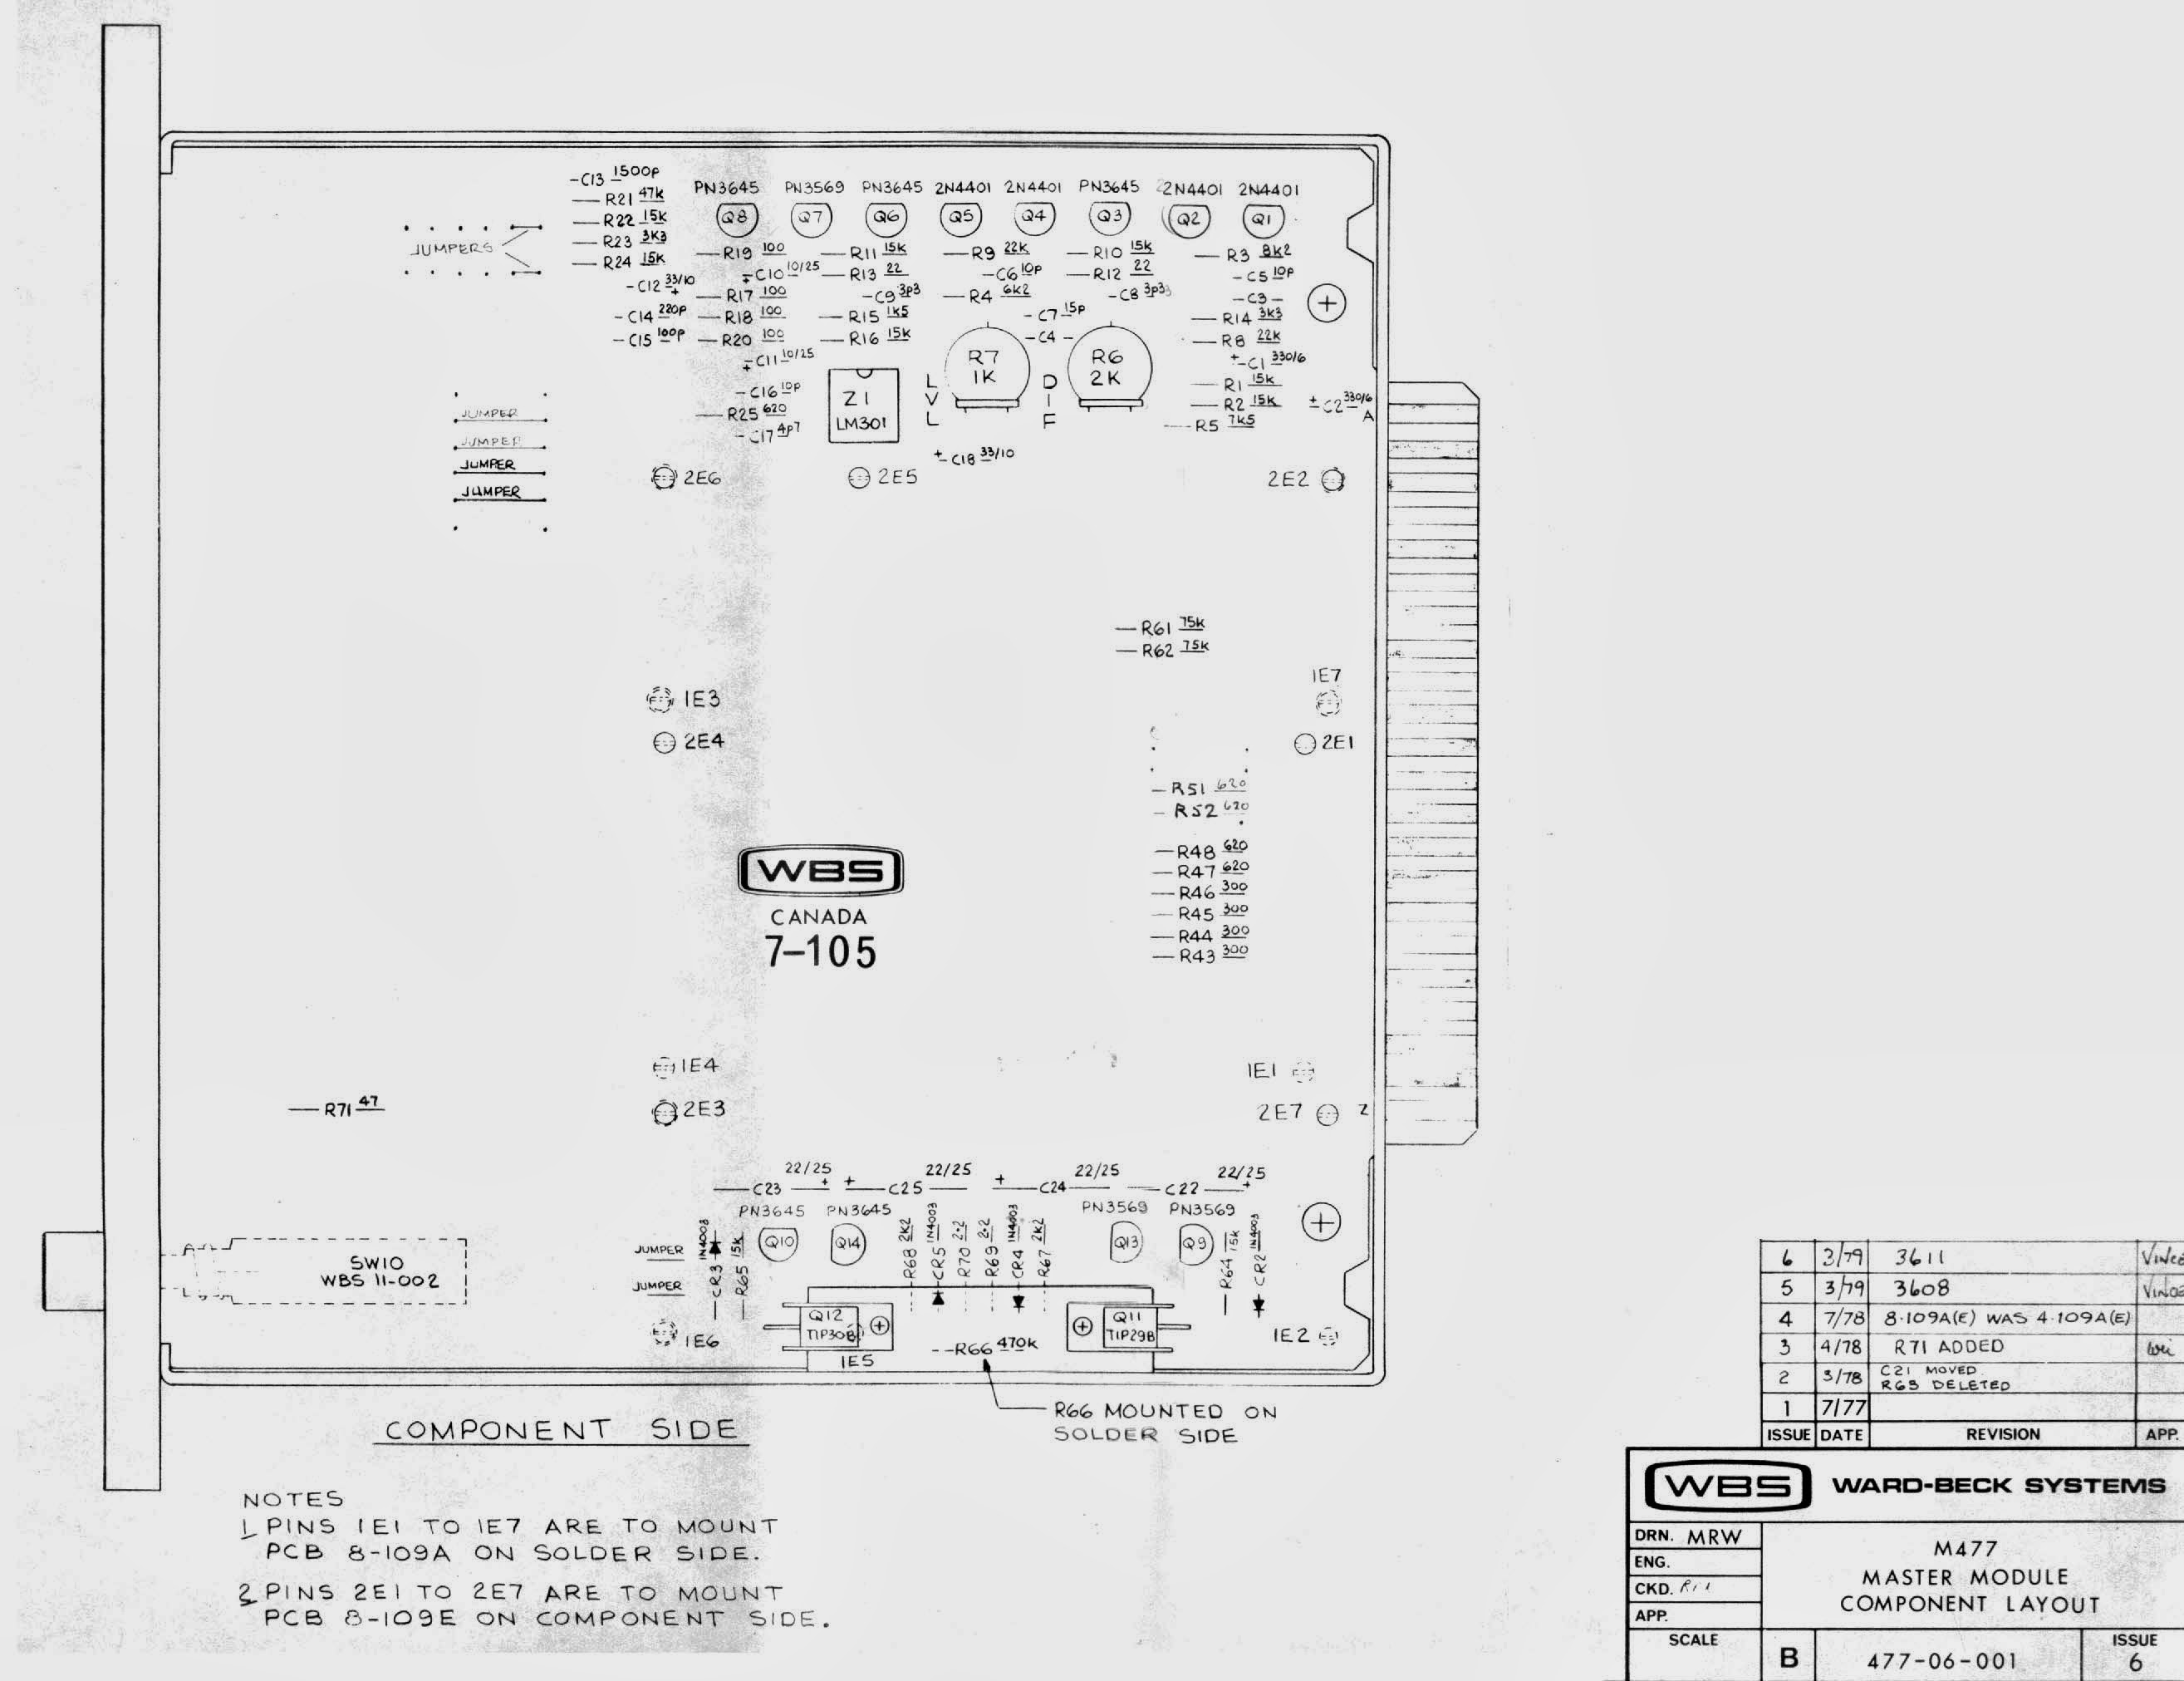 C13 1500P
R21 47k
R22 15K
R23 3K3
R24 15K
C12 33/10 +
C14 220P
C15 100P
JUMPERS
PN3645 PN3569 PN3645 2N4401 2N4401 PN3645 2N4401 2N4401
Q8 Q7 Q6 Q5 Q4 Q3 Q2 Q1
R19 100
+ C10 10/25
R17 100
R18 100
R20 100
+ C11 10/25
C16 10P
R25 620
C17 4P7
R11 15K
R13 22
C9 3p3
R15 1K5
R16 15K
Z1
LM301
R9 22K
C6 10p
R4 6K2
C7 15P
C4
R7
1K
LVL
R6
2K
DIF
+ C18 33/10
R10 15K
R12 22
C8 3p3
R3 8K2
C5 10P
C3
R14 3K3
R8 22K
+ C1 330/6
R1 15K
R2 15K
R5 7K5
+ C2 330/6
A
JUMPER
JUMPER
JUMPER
JUMPER
2E6 2E5 2E2
R61 75K
R62 75K
1E3
2E4
1E7
2E1
R51 620
R52 620
R48 620
R47 620
R46 300
R45 300
R44 300
R43 300
WBS
CANADA
7-105
1E4
2E3
1E1
2E7 Z
R71 47
22/25 22/25 22/25 22/25
C23 + + C25 + C24 C22 +
PN3645 PN3645 PN3569 PN3569
Q10 Q14 Q13 Q9
JUMPER
JUMPER
CR3 1N4003
R65 15K
R68 2K2
CR5 1N4003
R70 2.2
R69 2.2
CR4 1N4003
R67 2K2
R64 15K
CR2 1N4003
SW10
WBS 11-002
1E6
Q12
TIP30B
1E5
R66 470K
Q11
TIP29B
1E2
R66 MOUNTED ON
SOLDER SIDE
COMPONENT SIDE
NOTES
1 PINS 1E1 TO 1E7 ARE TO MOUNT
PCB 8-109A ON SOLDER SIDE.
2 PINS 2E1 TO 2E7 ARE TO MOUNT
PCB 8-109E ON COMPONENT SIDE.
6 3/79 3611
5 3/79 3608
4 7/78 8-109A(E) WAS 4-109A(E)
3 4/78 R71 ADDED
2 3/78 C21 MOVED
R63 DELETED
1 7/77
ISSUE DATE REVISION APP.
WBS WARD-BECK SYSTEMS
DRN. MRW
ENG.
CKD.
APP.
SCALE
M477
MASTER MODULE
COMPONENT LAYOUT
B 477-06-001
ISSUE
6